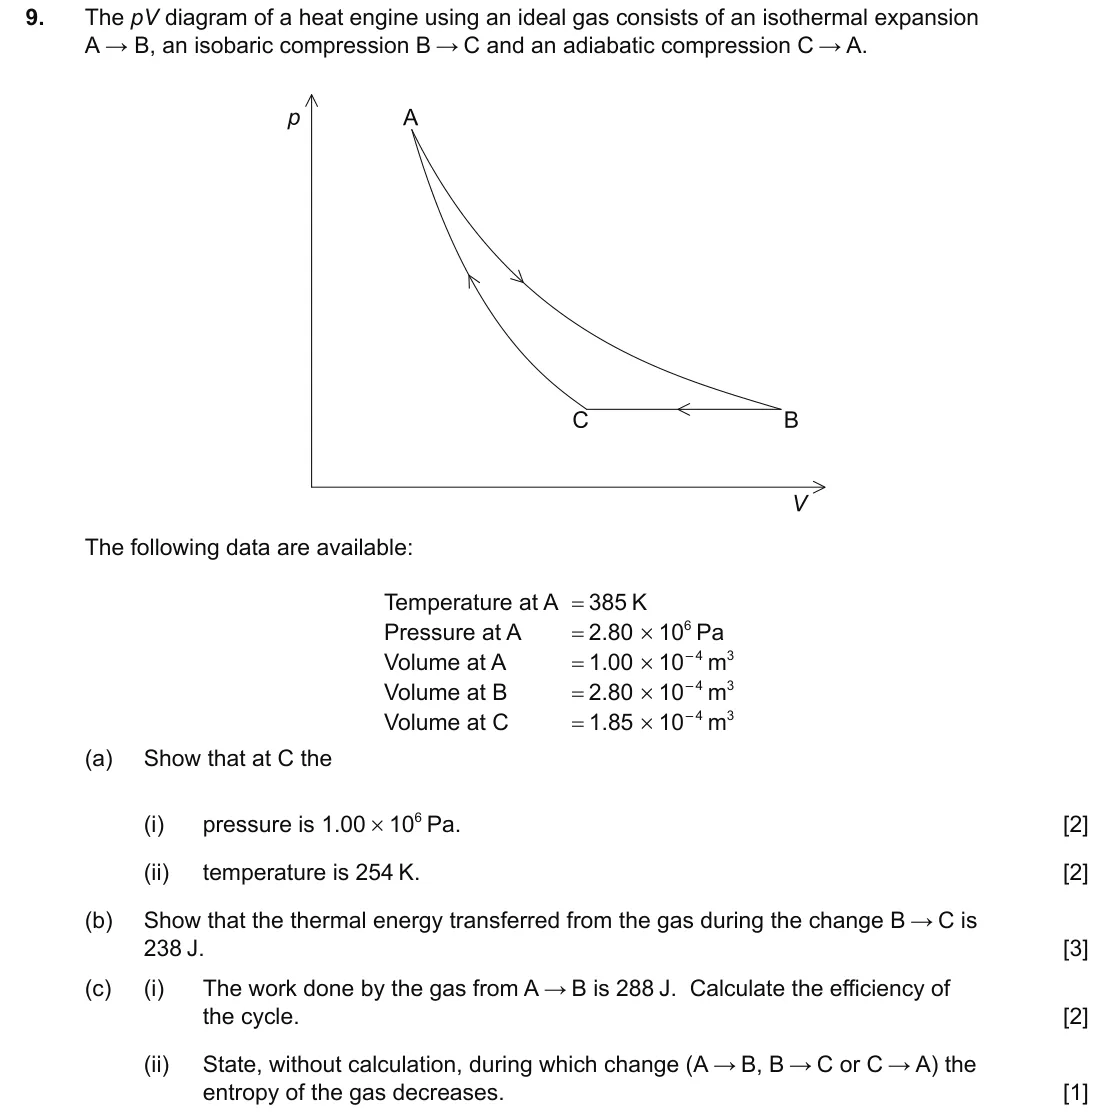 9. The pV diagram of a heat engine using an ideal gas consists of an isothermal expansion
A → B, an isobaric compression B → C and an adiabatic compression C → A.
p
A
C
B
V
The following data are available:
Temperature at A = 385 K
Pressure at A = 2.80 × 10⁶ Pa
Volume at A = 1.00 × 10⁻⁴ m³
Volume at B = 2.80 × 10⁻⁴ m³
Volume at C = 1.85 × 10⁻⁴ m³
(a) Show that at C the
(i) pressure is 1.00 × 10⁶ Pa. [2]
(ii) temperature is 254 K. [2]
(b) Show that the thermal energy transferred from the gas during the change B → C is
238 J. [3]
(c) (i) The work done by the gas from A → B is 288 J. Calculate the efficiency of
the cycle. [2]
(ii) State, without calculation, during which change (A → B, B → C or C → A) the
entropy of the gas decreases. [1]